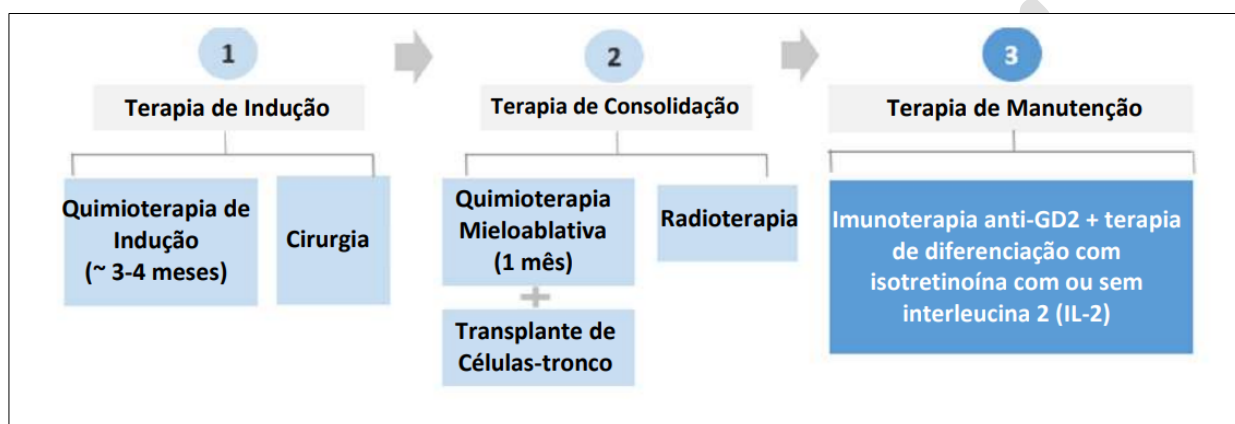 1
Terapia de Indução
Quimioterapia de
Indução
(~ 3-4 meses)
Cirurgia
2
Terapia de Consolidação
Quimioterapia
Mieloablativa
(1 mês)
+
Transplante de
Células-tronco
Radioterapia
3
Terapia de Manutenção
Imunoterapia anti-GD2 + terapia
de diferenciação com
isotretinoína com ou sem
interleucina 2 (IL-2)